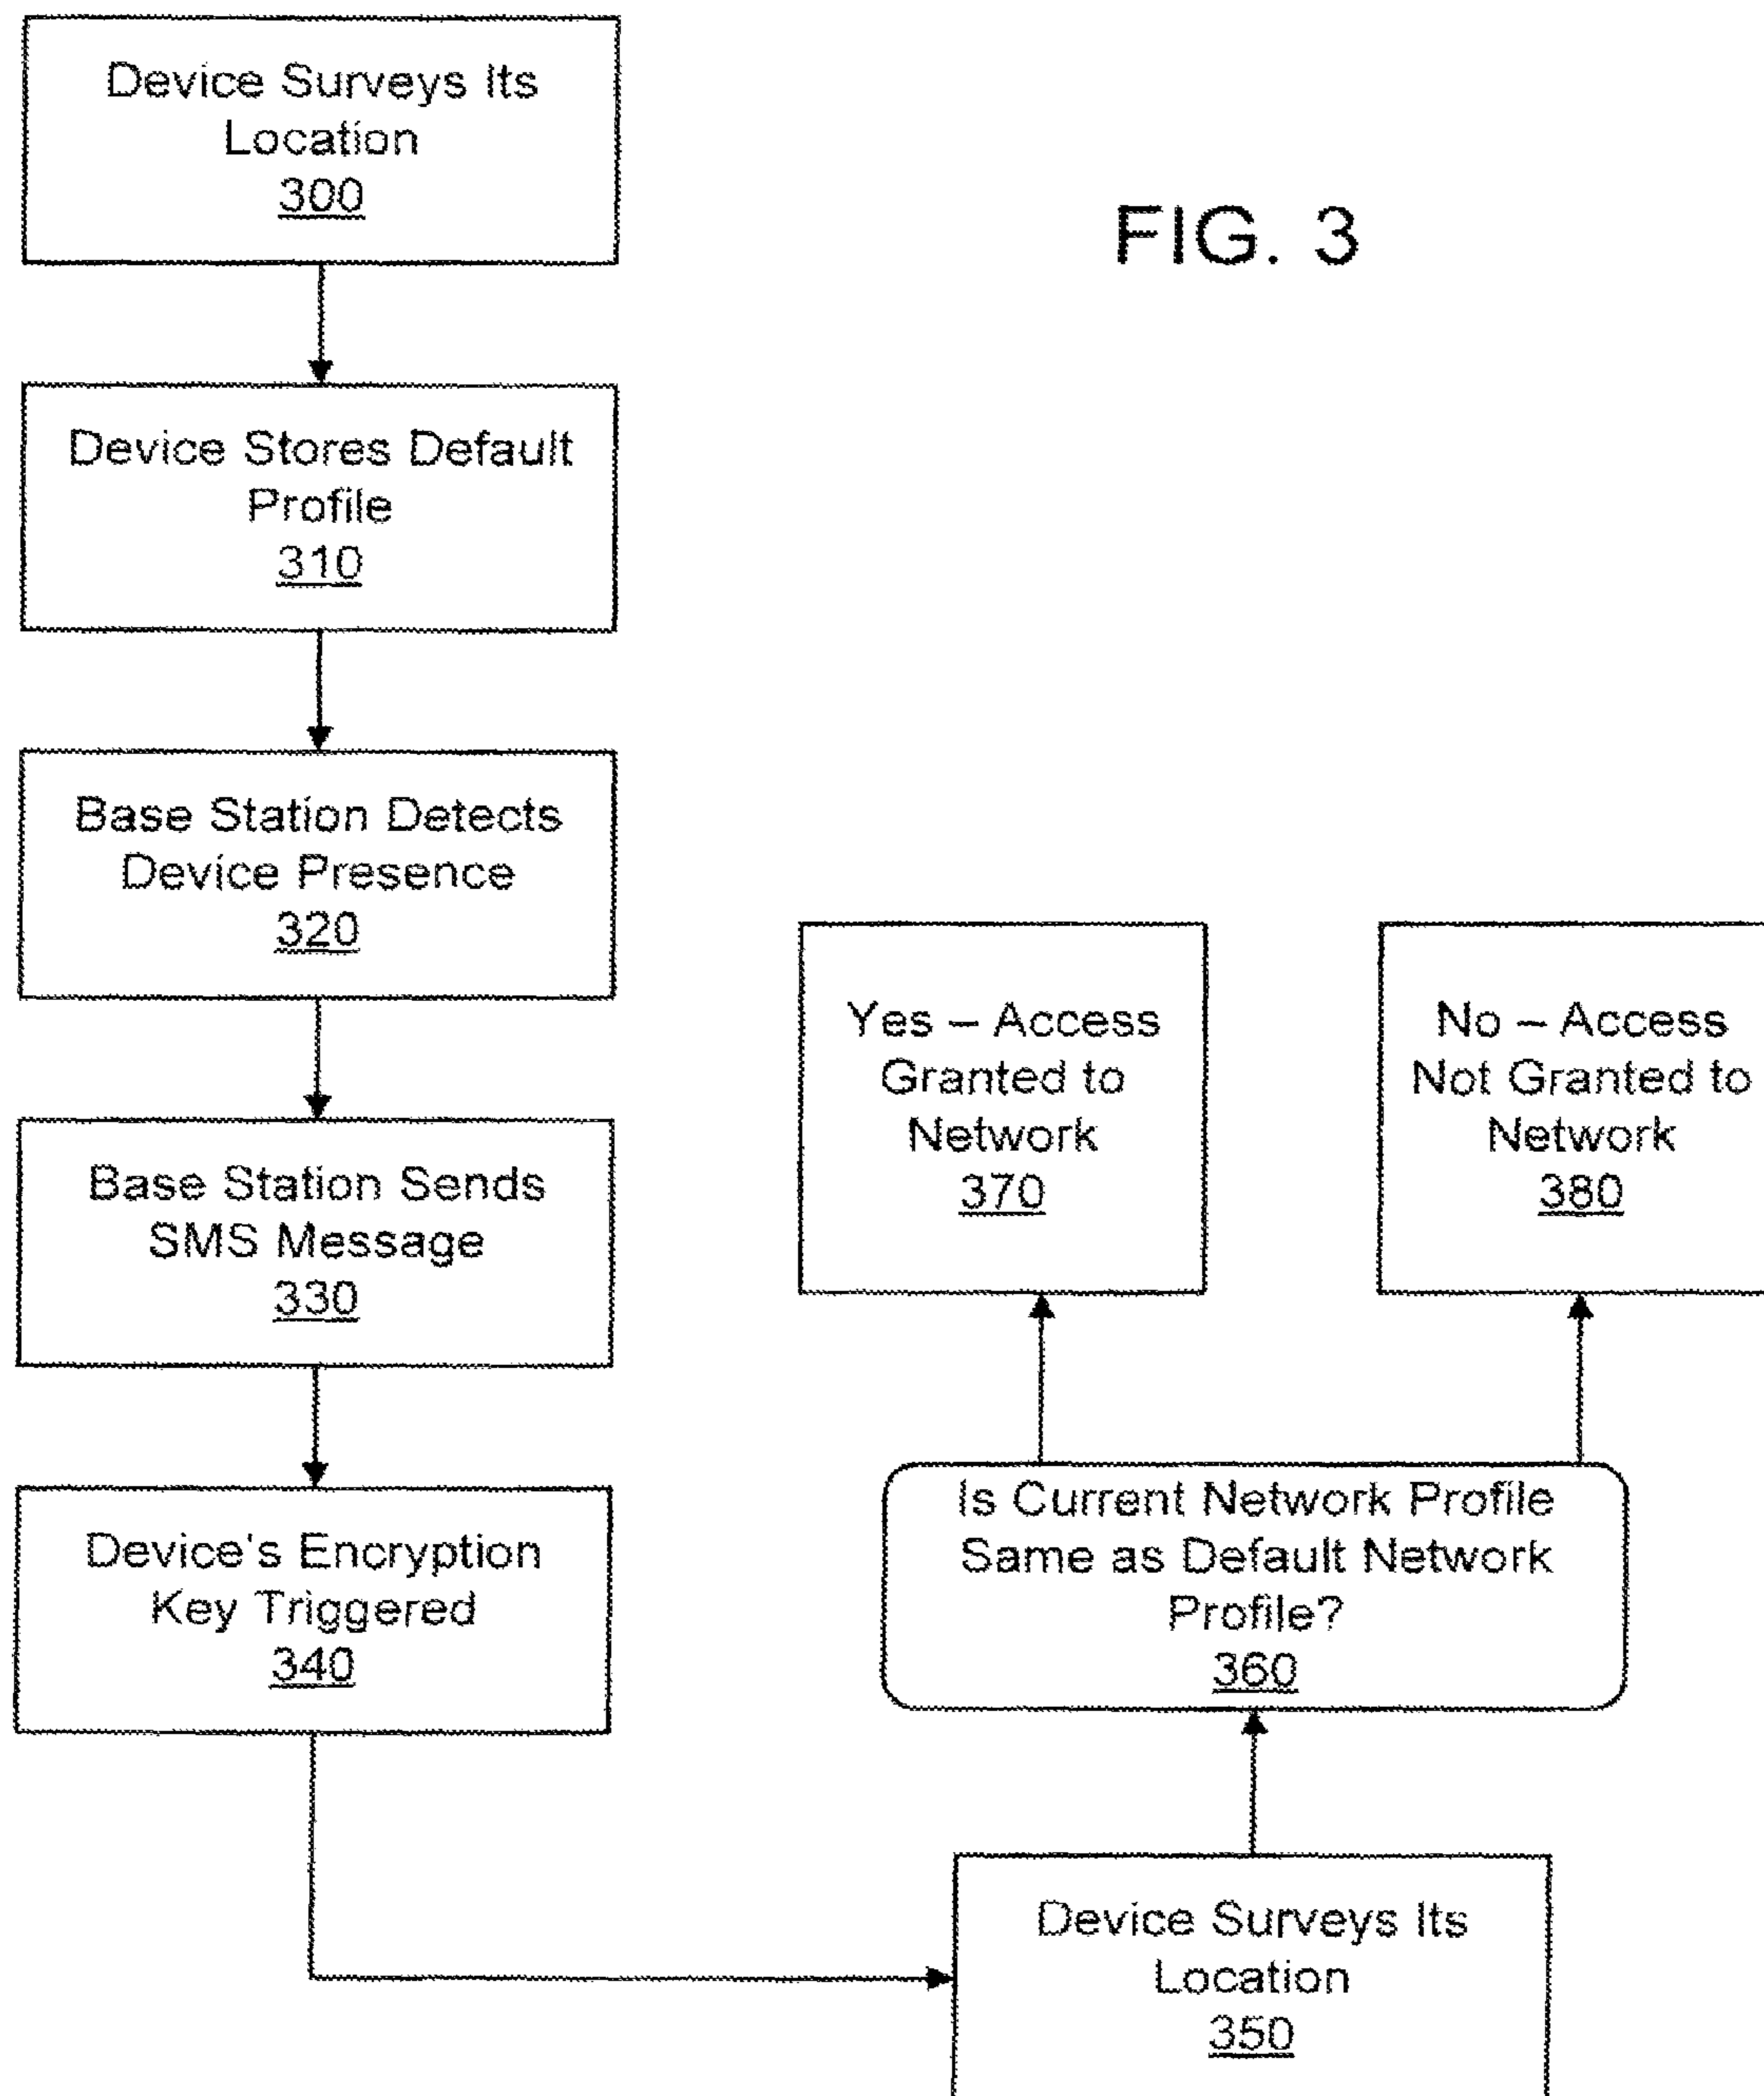 FIG. 3
Device Surveys Its
Location
300
Device Stores Default
Profile
310
Base Station Detects
Device Presence
320
Base Station Sends
SMS Message
330
Device's Encryption
Key Triggered
340
Device Surveys Its
Location
350
Is Current Network Profile
Same as Default Network
Profile?
360
Yes – Access
Granted to
Network
370
No – Access
Not Granted to
Network
380